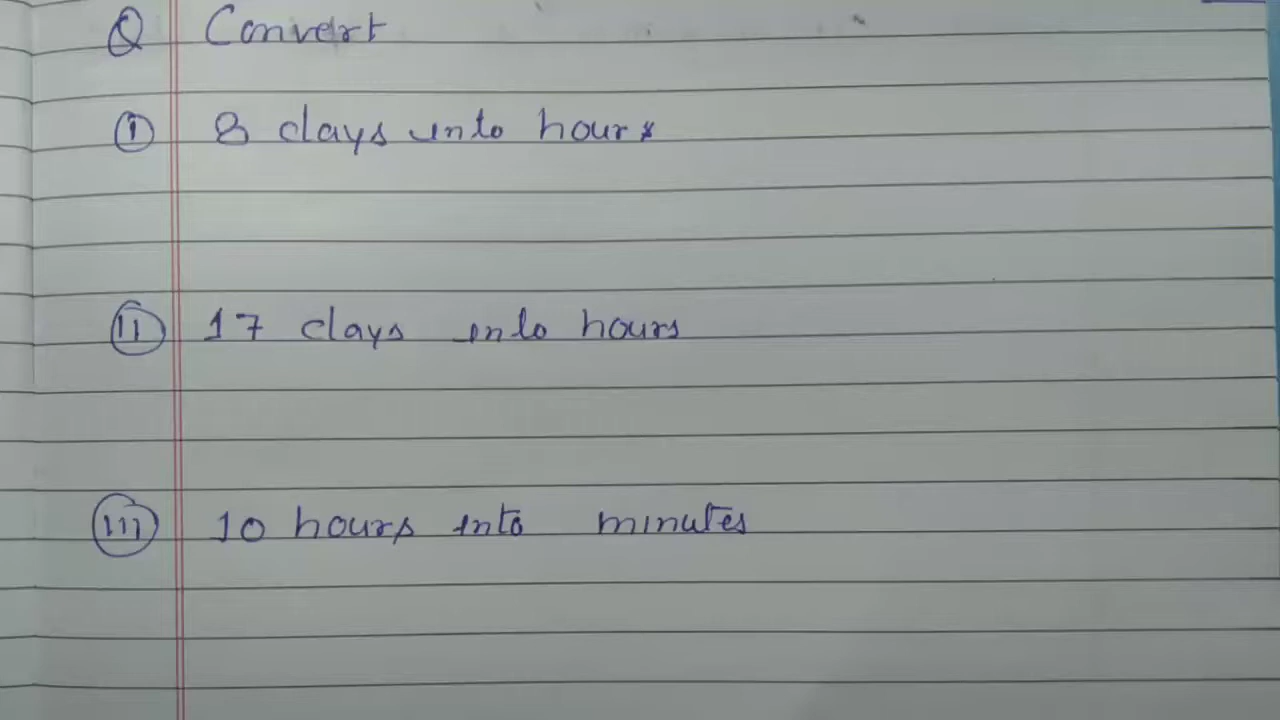 Q Convert
(i) 8 days into hours
(ii) 17 days into hours
(iii) 10 hours into minutes